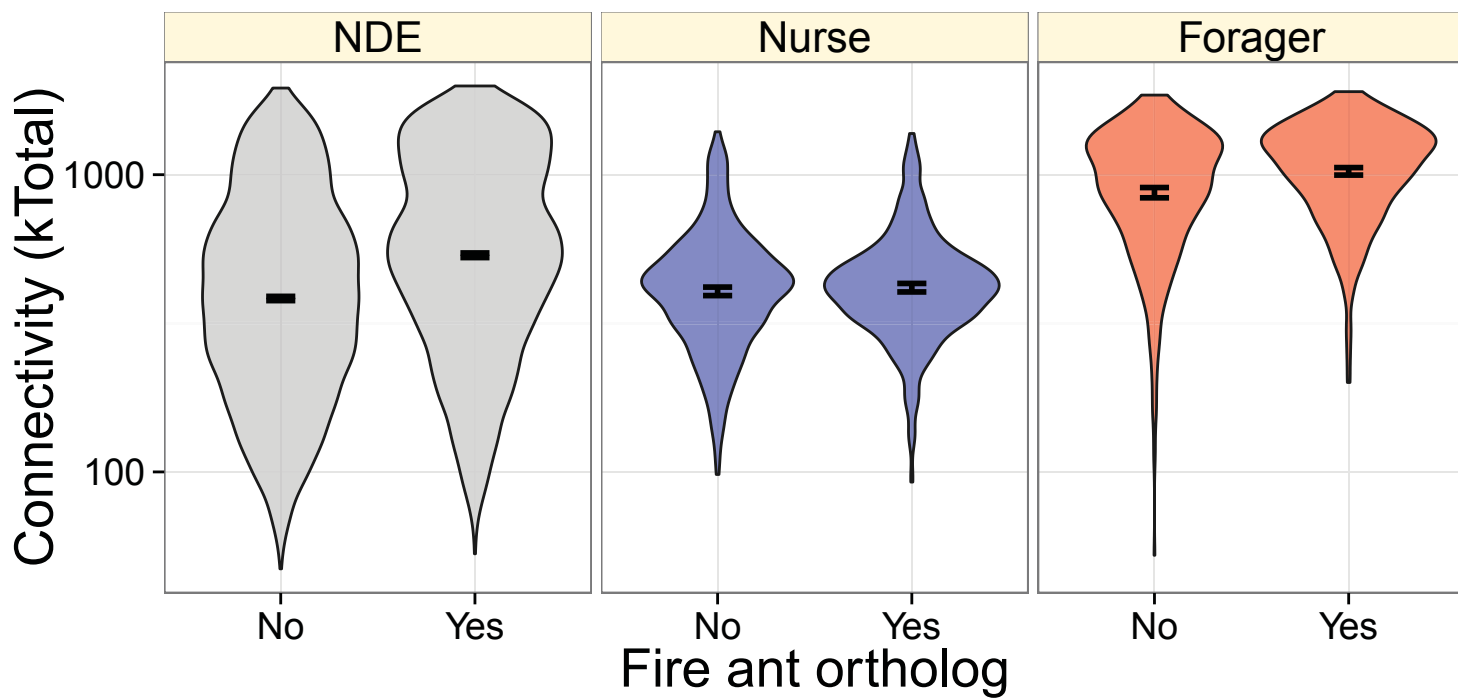 NDE Nurse Forager
Connectivity (kTotal)
1000
100
No Yes No Yes No Yes
Fire ant ortholog